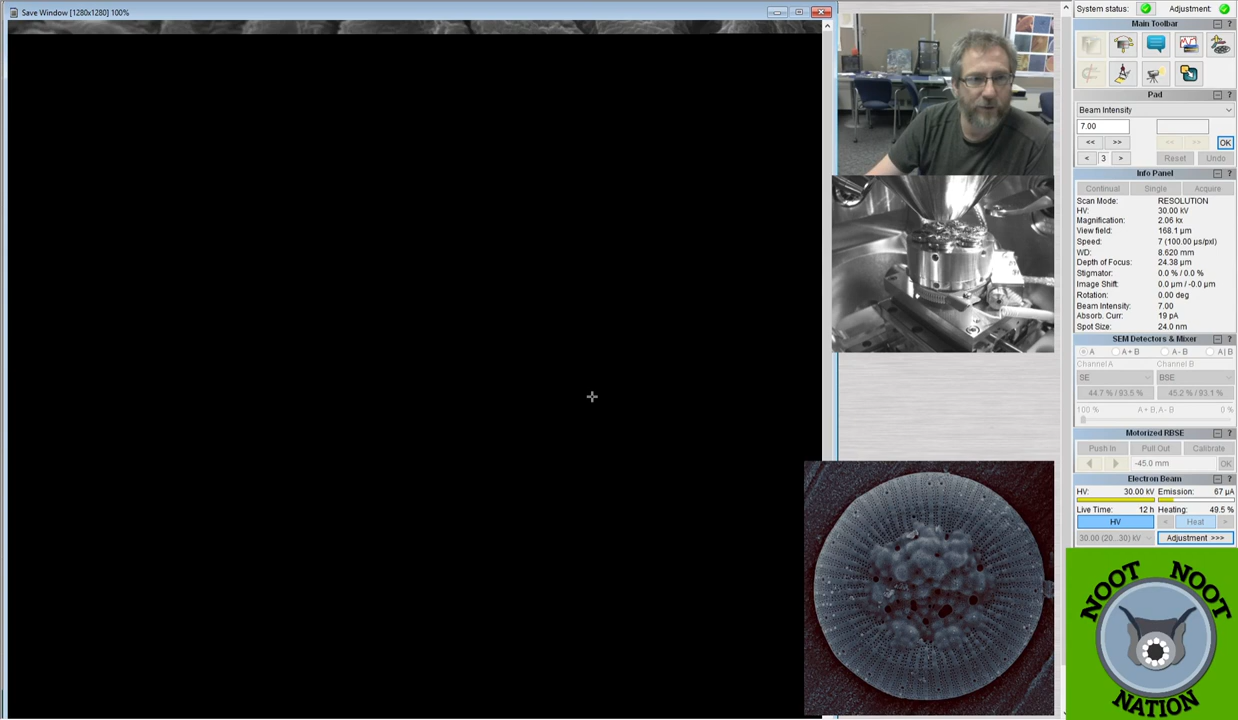 Save Window [1280x1280] 100%
System status: Adjustment:
Main Toolbar
?
Pad
?
Beam Intensity
7.00
<< >> << >> OK
< 3 > Reset Undo
Info Panel
?
Continual Single Acquire
Scan Mode: RESOLUTION
HV: 30.00 kV
Magnification: 2.06 kx
View field: 168.1 µm
Speed: 7 (100.00 µs/pxl)
WD: 8.620 mm
Depth of Focus: 24.38 µm
Stigmator: 0.0 % / 0.0 %
Image Shift: 0.0 µm / -0.0 µm
Rotation: 0.00 deg
Beam Intensity: 7.00
Absorb. Curr: 19 pA
Spot Size: 24.0 nm
SEM Detectors & Mixer
?
A A + B A - B A | B
Channel A Channel B
SE BSE
44.7 % / 93.5 % 45.2 % / 93.1 %
100 % A + B, A - B 0 %
Motorized RBSE
?
Push In Pull Out Calibrate
-45.0 mm OK
Electron Beam
?
HV: 30.00 kV Emission: 67 µA
Live Time: 12 h Heating: 49.5 %
HV < Heat >
30.00 (20...30) kV Adjustment >>>
NOOT NOOT
NATION